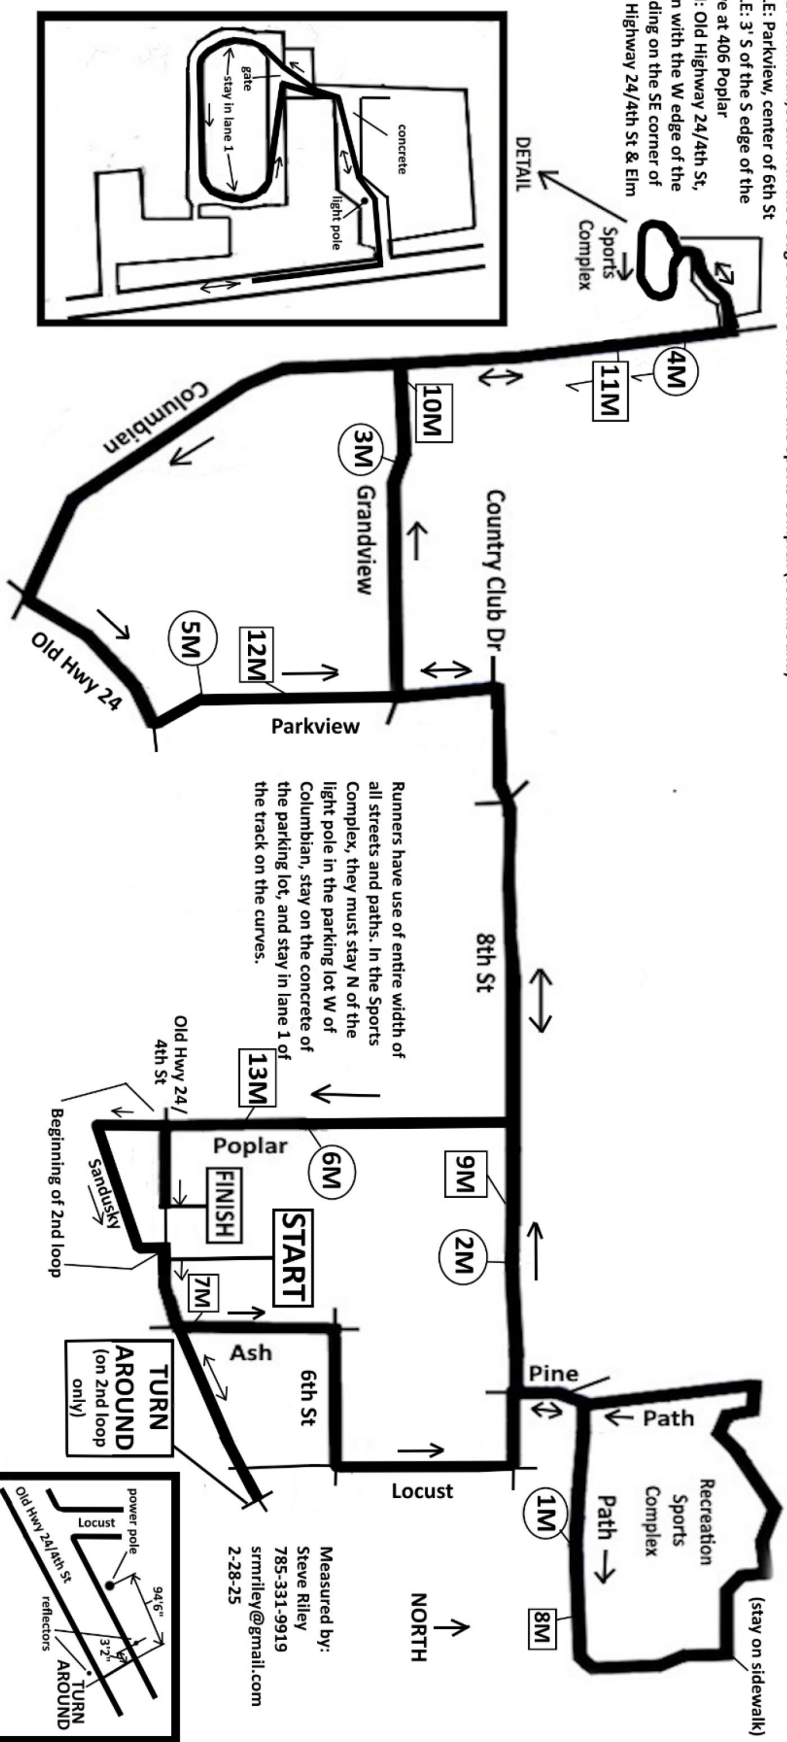 .E: Parkview, center of 6th St
.E: 3' S of the S edge of the
e at 406 Poplar
: Old Highway 24/4th St,
n with the W edge of the
ding on the SE corner of
Highway 24/4th St & Elm
DETAIL
Sports
Complex
gate
stay in lane 1
concrete
light pole
4M
11M
10M
3M
Grandview
Columbian
Country Club Dr
5M
12M
Old Hwy 24
Parkview
Runners have use of entire width of
all streets and paths. In the Sports
Complex, they must stay N of the
light pole in the parking lot W of
Columbian, stay on the concrete of
the parking lot, and stay in lane 1 of
the track on the curves.
8th St
Old Hwy 24/
4th St
13M
Poplar
6M
9M
2M
FINISH
START
Sandusky
Beginning of 2nd loop
7M
Ash
6th St
Pine
Path
Locust
TURN
AROUND
(on 2nd loop
only)
Recreation
Sports
Complex
Path
1M
8M
(stay on sidewalk)
NORTH
Measured by:
Steve Riley
785-331-9919
srmriley@gmail.com
2-28-25
power pole
Locust
Old Hwy 24/4th St
94'6"
3'2"
reflectors
TURN
AROUND